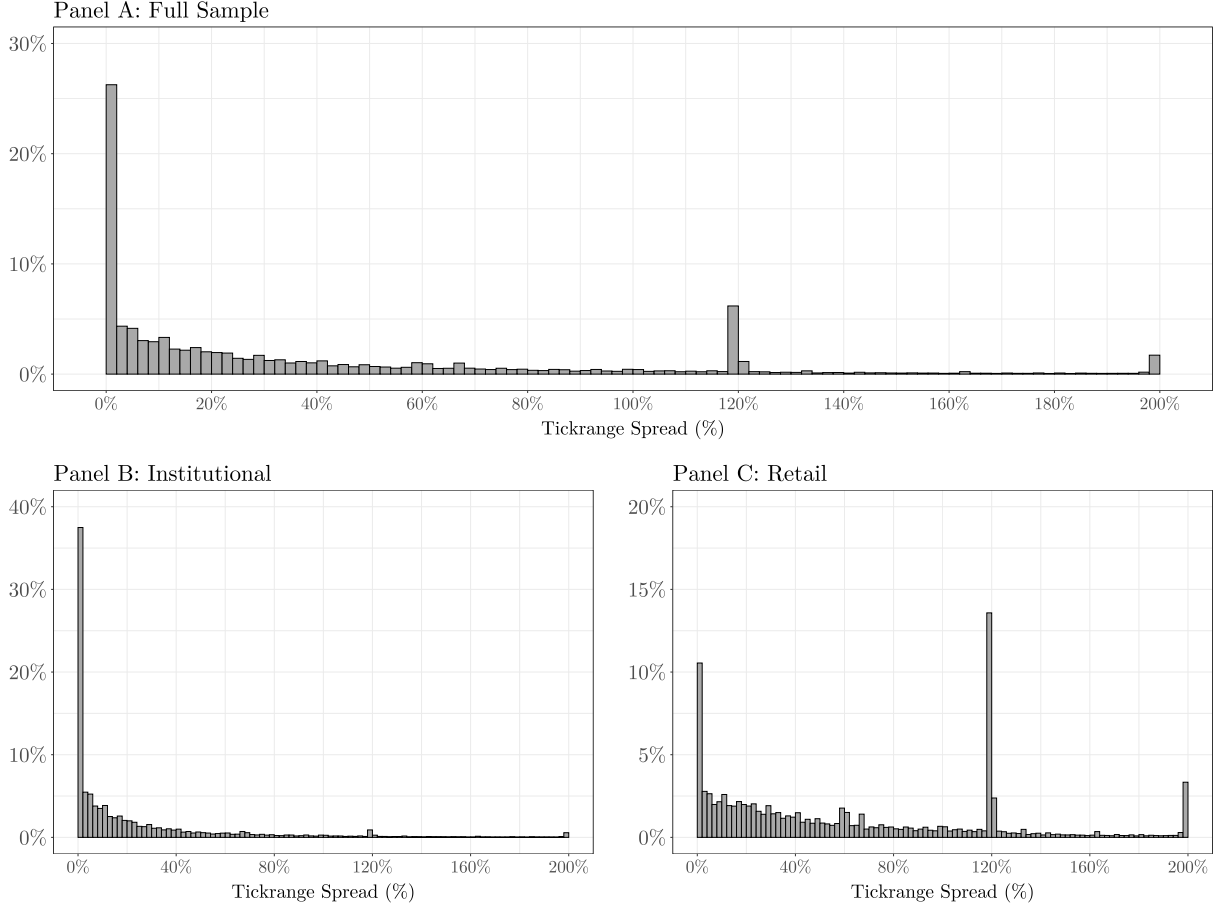 Panel A: Full Sample
30%
20%
10%
0%
0% 20% 40% 60% 80% 100% 120% 140% 160% 180% 200%
Tickrange Spread (%)
Panel B: Institutional
40%
30%
20%
10%
0%
0% 40% 80% 120% 160% 200%
Tickrange Spread (%)
Panel C: Retail
20%
15%
10%
5%
0%
0% 40% 80% 120% 160% 200%
Tickrange Spread (%)